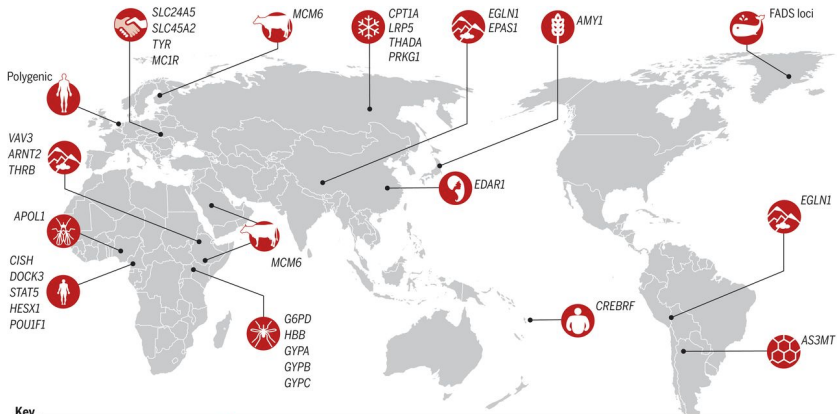 SLC24A5
SLC45A2
TYR
MC1R
MCM6
CPT1A
LRP5
THADA
PRKG1
EGLN1
EPAS1
AMY1
FADS loci
Polygenic
VAV3
ARNT2
THRB
EDAR1
EGLN1
APOL1
MCM6
CISH
DOCK3
STAT5
HESX1
POU1F1
G6PD
HBB
GYPA
GYPB
GYPC
CREBRF
AS3MT
Key